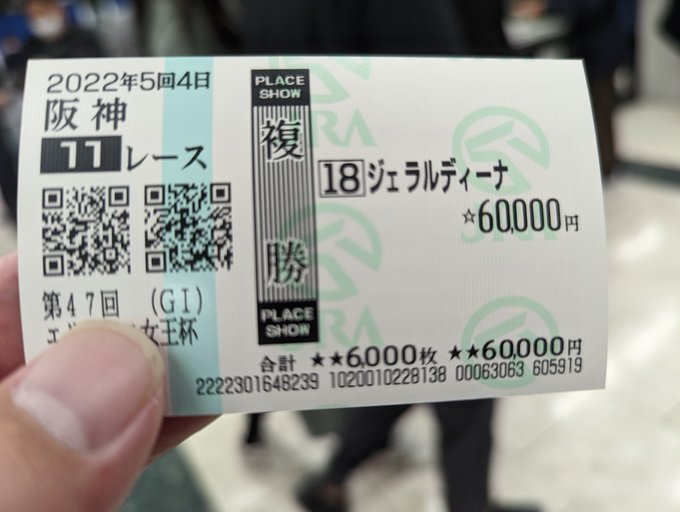 2022年5回4日
阪神
11レース
第47回 (GI)
女王杯
PLACE SHOW
複勝
PLACE SHOW
18 ジェラルディーナ
☆60,000円
合計 ★★6,000枚 ★★60,000円
2222301648239 1020010228138 00063063 605919
JRA